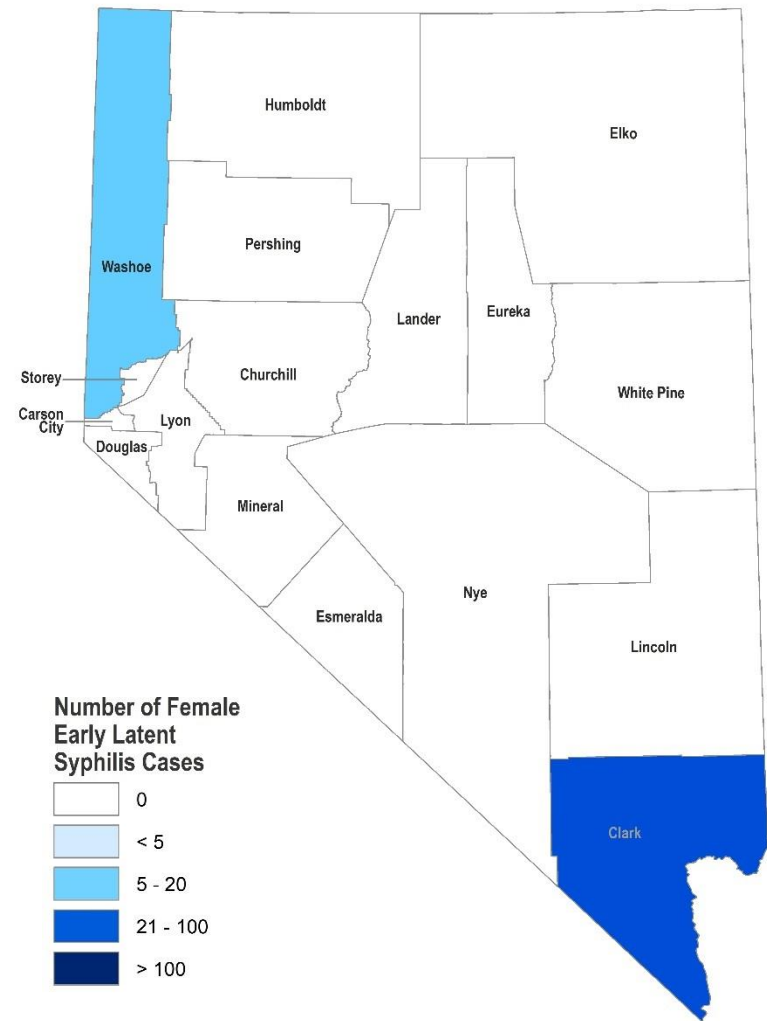 Humboldt
Elko
Pershing
Washoe
Lander
Eureka
Churchill
Storey
White Pine
Carson
City
Lyon
Douglas
Mineral
Nye
Esmeralda
Lincoln
Number of Female
Early Latent
Syphilis Cases
0
< 5
5 - 20
21 - 100
> 100
Clark